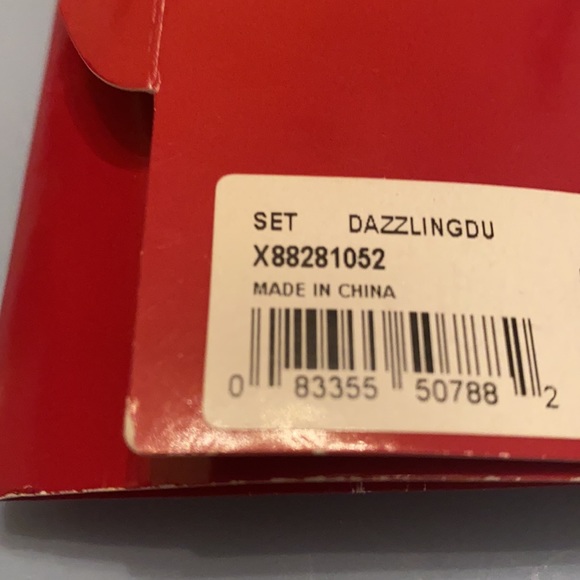 SET DAZZLINGDU
X88281052
MADE IN CHINA
0 83355 50788 2